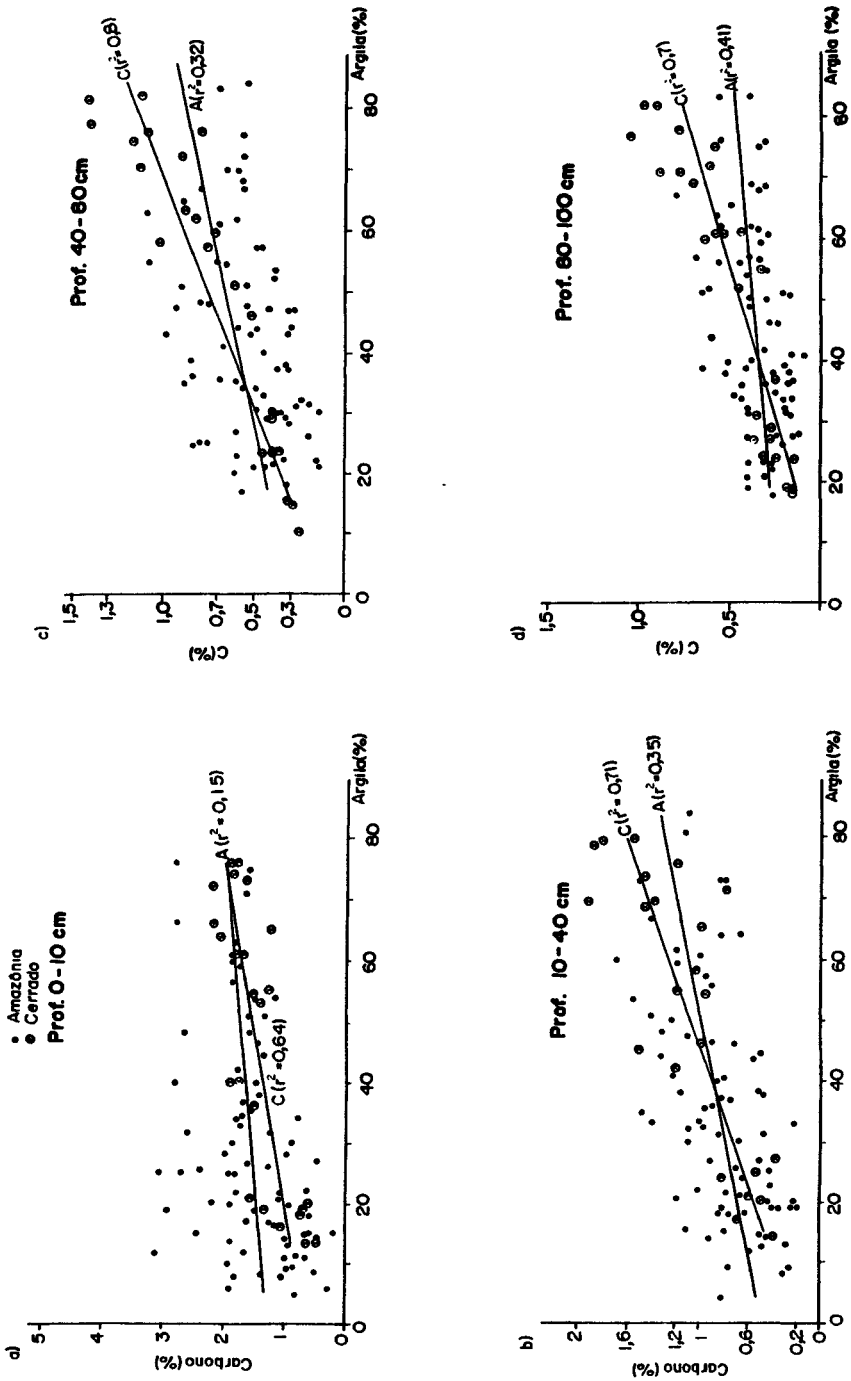 • Amazônia
⊙ Cerrado
a)
Prof. 0-10 cm
Carbono (%)
5
4
3
2
1
0
A (r²=0,15)
C (r²=0,64)
0 20 40 60 80
Argila (%)
b)
Prof. 10-40 cm
Carbono (%)
2
1,6
1,2
1
0,6
0,2
0
C (r²=0,71)
A (r²=0,35)
0 20 40 60 80
Argila (%)
c)
Prof. 40-80 cm
C (%)
1,5
1,3
1,0
0,7
0,5
0,3
0
C (r²=0,8)
A (r²=0,32)
0 20 40 60 80
Argila (%)
d)
Prof. 80-100 cm
C (%)
1,5
1,0
0,5
0
C (r²=0,7)
A (r²=0,41)
0 20 40 60 80
Argila (%)